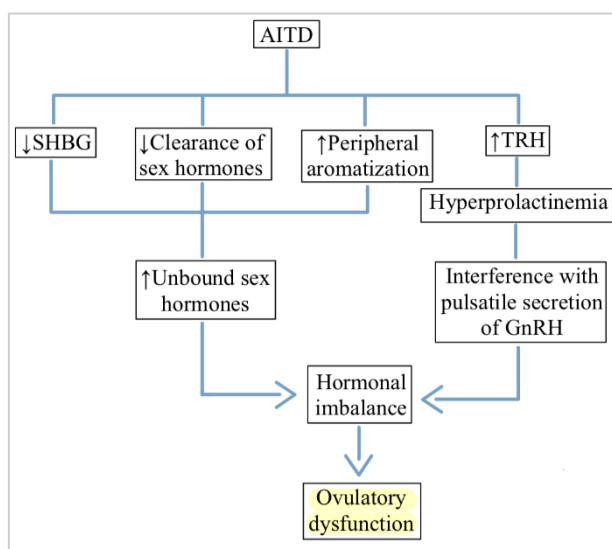 AITD
↓SHBG
↓Clearance of
sex hormones
↑Peripheral
aromatization
↑TRH
Hyperprolactinemia
↑Unbound sex
hormones
Interference with
pulsatile secretion
of GnRH
Hormonal
imbalance
Ovulatory
dysfunction